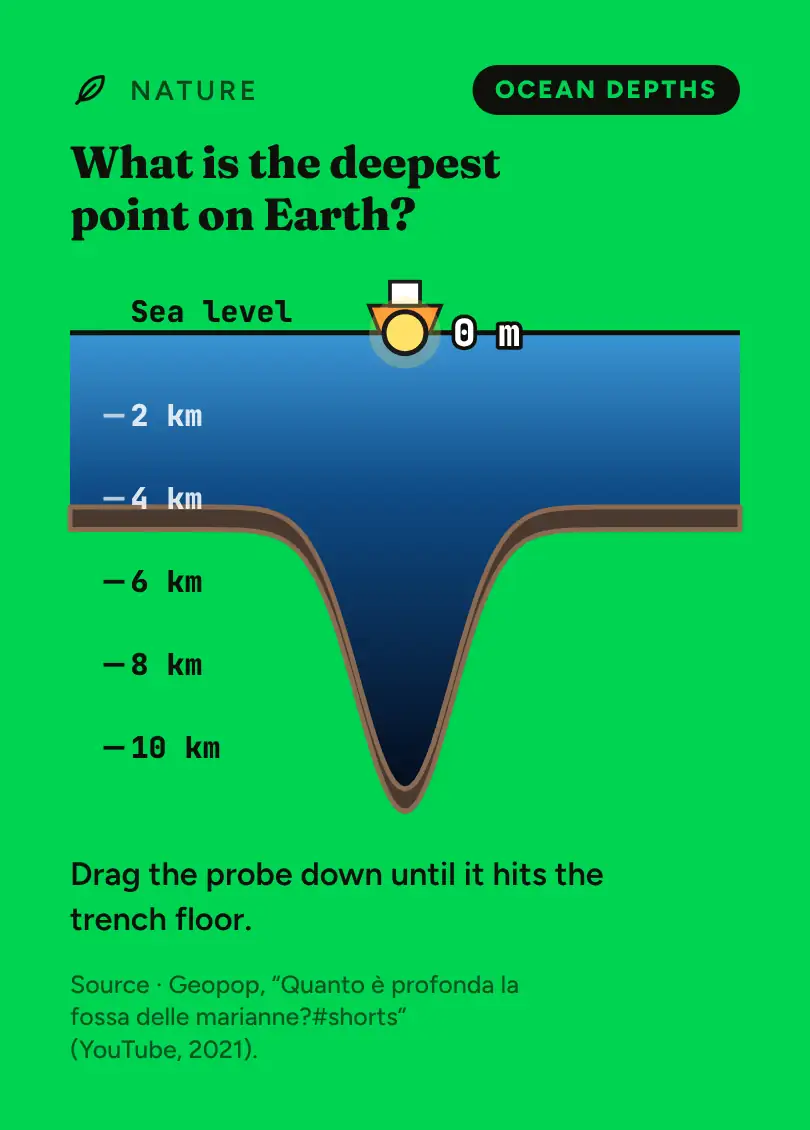 NATURE
OCEAN DEPTHS
What is the deepest
point on Earth?
Sea level
0 m
2 km
4 km
6 km
8 km
10 km
Drag the probe down until it hits the
trench floor.
Source · Geopop, “Quanto è profonda la
fossa delle marianne?#shorts”
(YouTube, 2021).